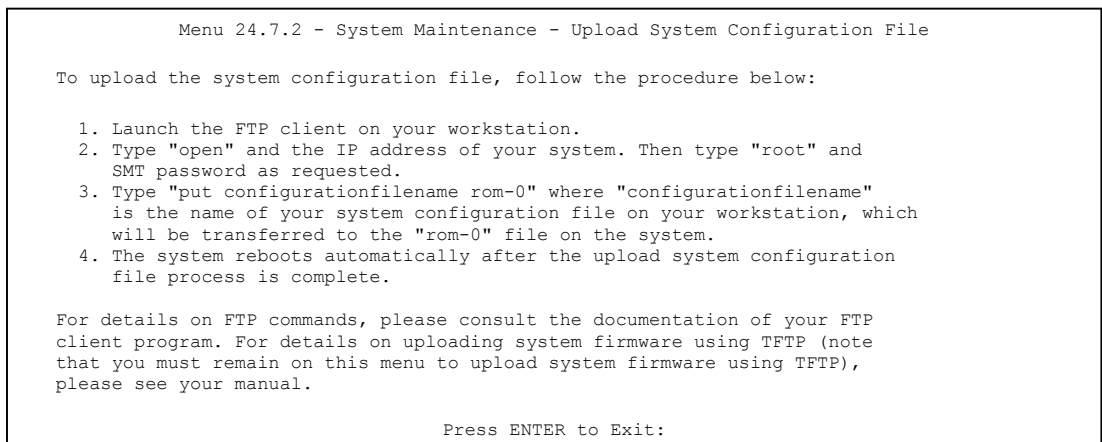 Menu 24.7.2 - System Maintenance - Upload System Configuration File
To upload the system configuration file, follow the procedure below:
1. Launch the FTP client on your workstation.
2. Type "open" and the IP address of your system. Then type "root" and
SMT password as requested.
3. Type "put configurationfilename rom-0" where "configurationfilename"
is the name of your system configuration file on your workstation, which
will be transferred to the "rom-0" file on the system.
4. The system reboots automatically after the upload system configuration
file process is complete.
For details on FTP commands, please consult the documentation of your FTP
client program. For details on uploading system firmware using TFTP (note
that you must remain on this menu to upload system firmware using TFTP),
please see your manual.
Press ENTER to Exit: